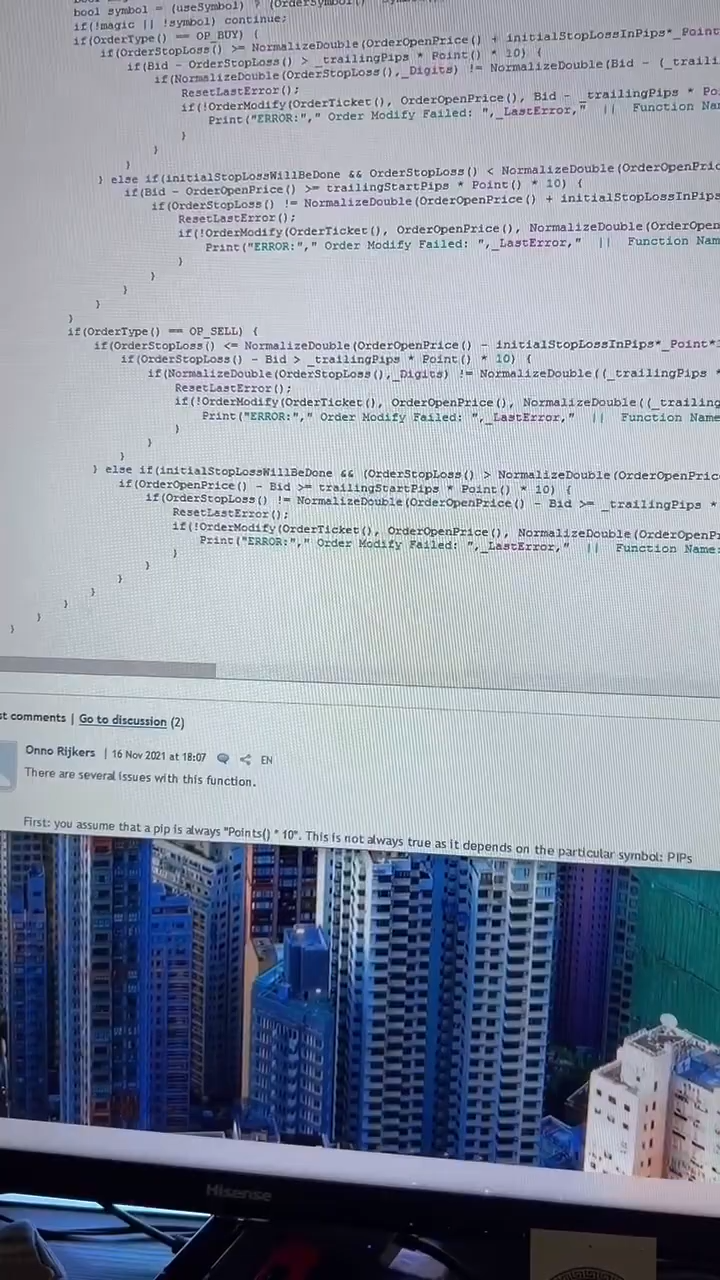 bool symbol = (useSymbol) ? (OrderSymbol()
if(!magic || !symbol) continue;
if(OrderType() == OP_BUY) {
if(OrderStopLoss() >= NormalizeDouble(OrderOpenPrice() + initialStopLossInPips*_Point
if(Bid - OrderStopLoss() > _trailingPips * Point() * 10) {
if(NormalizeDouble(OrderStopLoss(),_Digits) != NormalizeDouble(Bid - (_traili
ResetLastError();
if(!OrderModify(OrderTicket(), OrderOpenPrice(), Bid - _trailingPips * Po
Print("ERROR:"," Order Modify Failed: ",_LastError," || Function Nam
}
}
}
} else if(initialStopLossWillBeDone && OrderStopLoss() < NormalizeDouble(OrderOpenPric
if(Bid - OrderOpenPrice() >= trailingStartPips * Point() * 10) {
if(OrderStopLoss() != NormalizeDouble(OrderOpenPrice() + initialStopLossInPips
ResetLastError();
if(!OrderModify(OrderTicket(), OrderOpenPrice(), NormalizeDouble(OrderOpen
Print("ERROR:"," Order Modify Failed: ",_LastError," || Function Nam
}
}
}
}
}
if(OrderType() == OP_SELL) {
if(OrderStopLoss() <= NormalizeDouble(OrderOpenPrice() - initialStopLossInPips*_Point*
if(OrderStopLoss() - Bid > _trailingPips * Point() * 10) {
if(NormalizeDouble(OrderStopLoss(),_Digits) != NormalizeDouble((_trailingPips *
ResetLastError();
if(!OrderModify(OrderTicket(), OrderOpenPrice(), NormalizeDouble((_trailing
Print("ERROR:"," Order Modify Failed: ",_LastError," || Function Name
}
}
}
} else if(initialStopLossWillBeDone && (OrderStopLoss() > NormalizeDouble(OrderOpenPric
if(OrderOpenPrice() - Bid >= trailingStartPips * Point() * 10) {
if(OrderStopLoss() != NormalizeDouble(OrderOpenPrice() - Bid >= _trailingPips *
ResetLastError();
if(!OrderModify(OrderTicket(), OrderOpenPrice(), NormalizeDouble(OrderOpenPr
Print("ERROR:"," Order Modify Failed: ",_LastError," || Function Name:
}
}
}
}
}
}
}
st comments | Go to discussion (2)
Onno Rijkers | 16 Nov 2021 at 18:07 EN
There are several issues with this function.
First: you assume that a pip is always "Points() * 10". This is not always true as it depends on the particular symbol: PIPs
Hisense